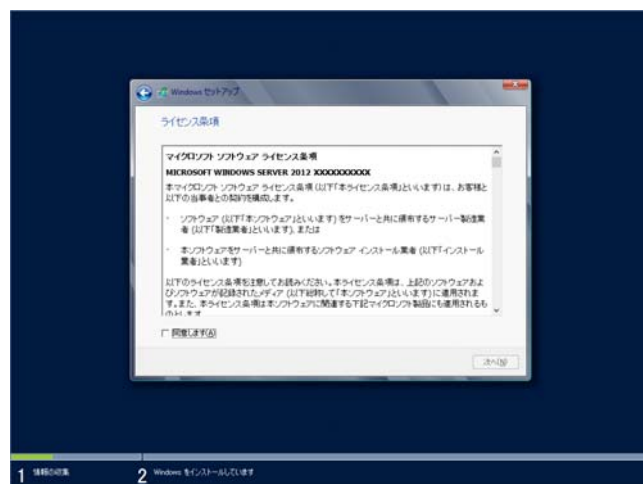 Windows セットアップ
ライセンス条項
マイクロソフト ソフトウェア ライセンス条項
MICROSOFT WINDOWS SERVER 2012 XXXXXXXXXX
本マイクロソフト ソフトウェア ライセンス条項 (以下「本ライセンス条項」といいます) は、お客様と
以下の当事者との契約を構成します。
· ソフトウェア (以下「本ソフトウェア」といいます) をサーバーと共に頒布するサーバー製造業
者 (以下「製造業者」といいます)、または
· 本ソフトウェアをサーバーと共に頒布するソフトウェア インストール業者 (以下「インストール
業者」といいます)
以下のライセンス条項を注意してお読みください。本ライセンス条項は、上記のソフトウェアおよ
びソフトウェアが記録されたメディア (以下総称して「本ソフトウェア」といいます) に適用されま
す。また、本ライセンス条項は本ソフトウェアに関連する下記マイクロソフト製品にも適用されるも
のとします
同意します(A)
次へ(N)
1 情報の収集
2 Windows をインストールしています